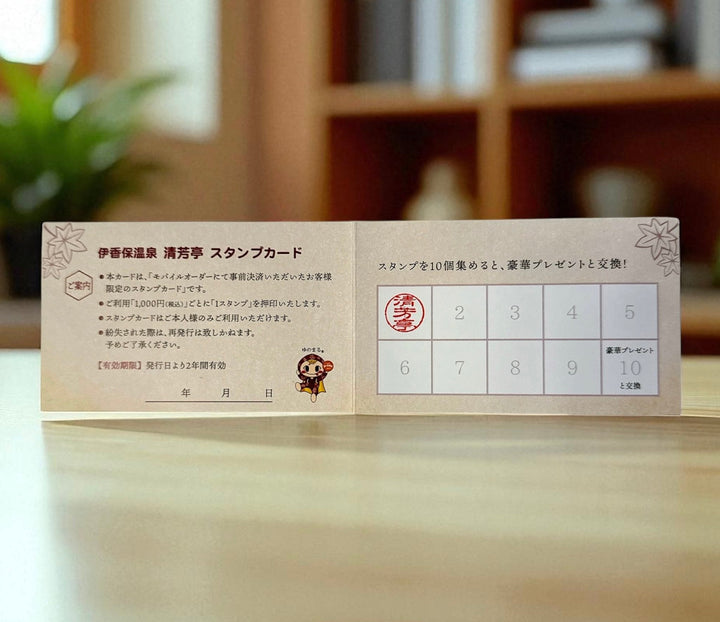 伊香保温泉 清芳亭 スタンプカード
ご案内
●本カードは、「モバイルオーダーにて事前決済いただいたお客様
限定のスタンプカード」です。
●ご利用「1,000円(税込)」ごとに「1スタンプ」を押印いたします。
●スタンプカードはご本人様のみご利用いただけます。
●紛失された際は、再発行は致しかねます。
予めご了承ください。
【有効期限】発行日より2年間有効
年 月 日
ゆのまる。
スタンプを10個集めると、豪華プレゼントと交換!
清芳亭 2 3 4 5
6 7 8 9 豪華プレゼント
10
と交換